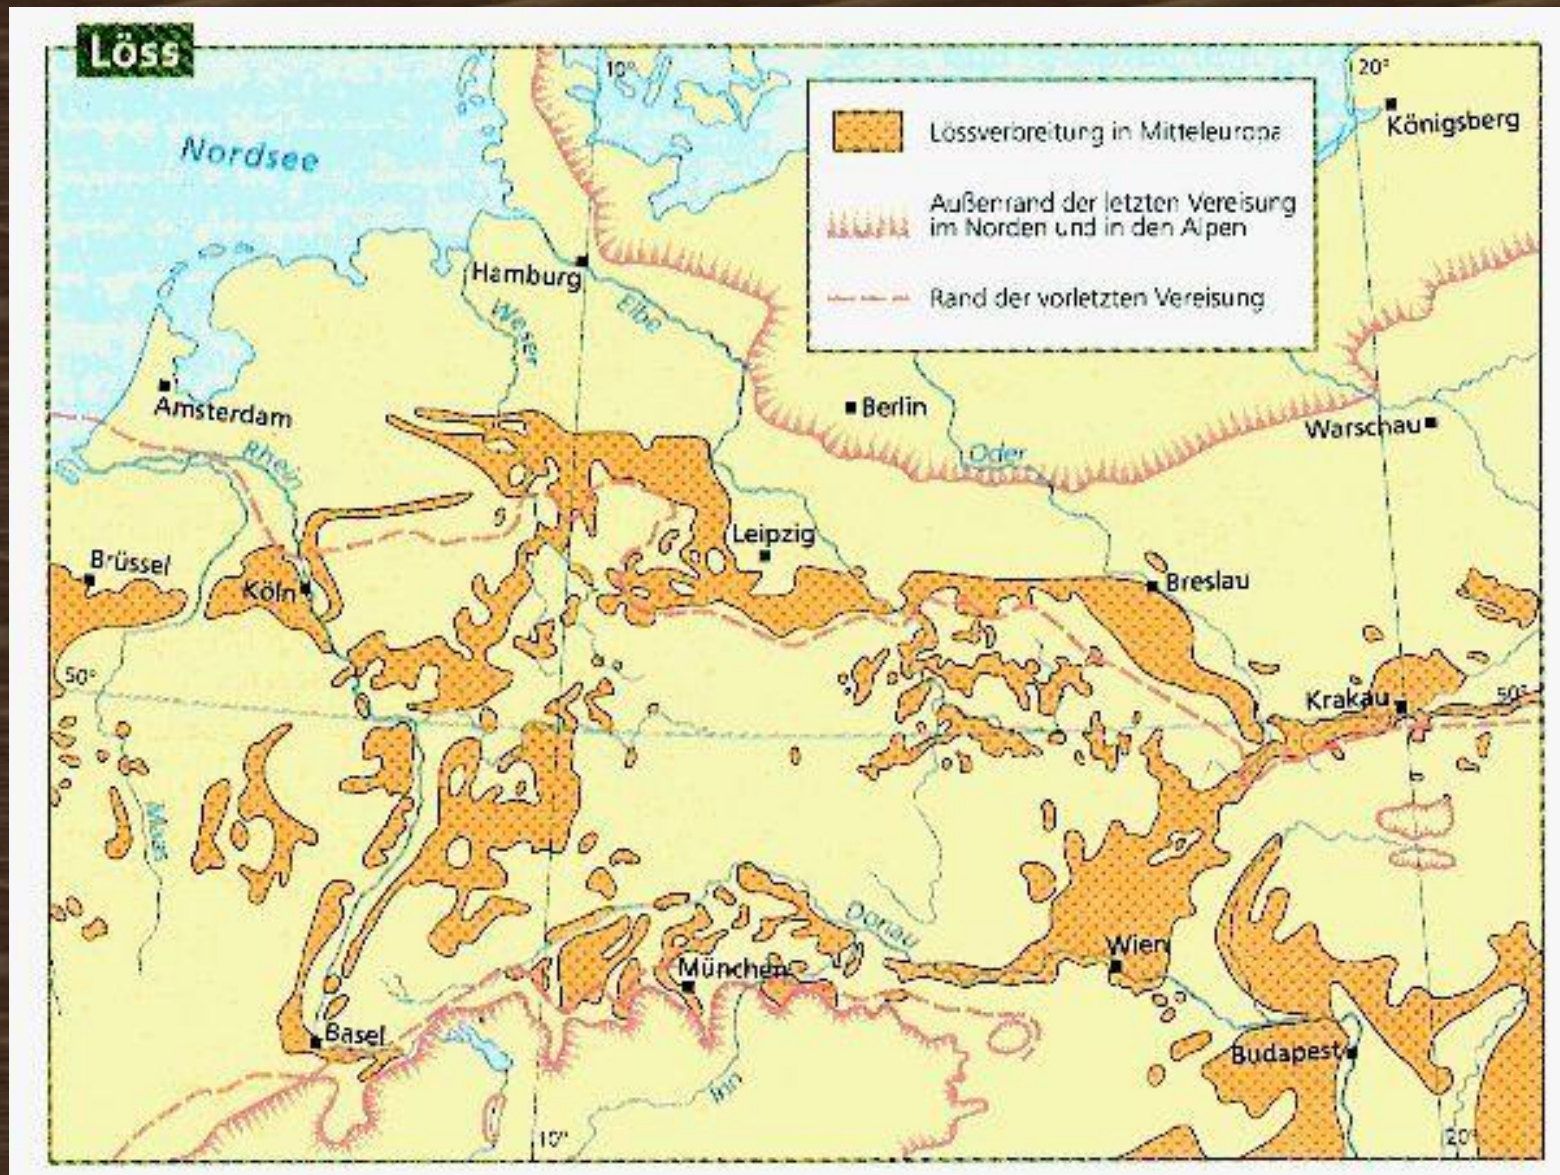 Löss
10°
20°
Königsberg
Nordsee
Lössverbreitung in Mitteleuropa
Außenrand der letzten Vereisung
im Norden und in den Alpen
Rand der vorletzten Vereisung
Hamburg
Elbe
Weser
Amsterdam
Berlin
Warschau
Rhein
Oder
Leipzig
Brüssel
Köln
Breslau
50°
Krakau
50°
Maas
Donau
Wien
München
Basel
Budapest
Inn
10°
20°